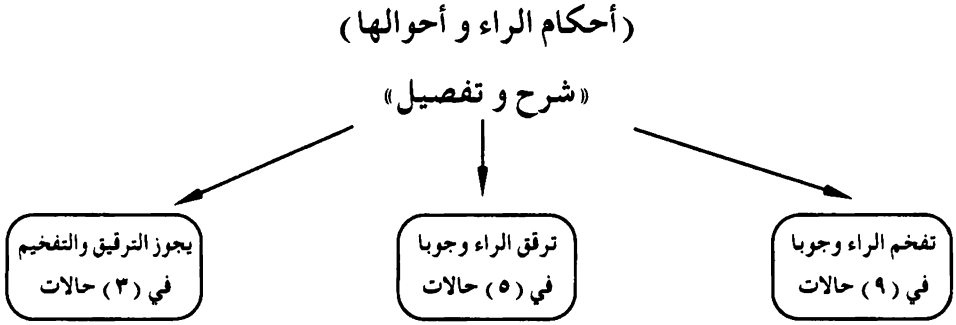 ( أحكام الراء و أحوالها )
« شرح و تفصيل »
تفخم الراء وجوبا
في ( ٩ ) حالات
ترقق الراء وجوبا
في ( ٥ ) حالات
يجوز الترقيق والتفخيم
في ( ٣ ) حالات